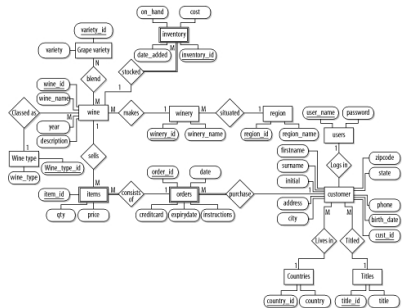 variety_id
on_hand
cost
variety
Grape variety
inventory
N
M
date_added
inventory_id
wine_id
blend
stocked
wine_name
M
1
user_name
password
Classed as
wine
M
makes
1
winery
M
situated
1
region
M
year
users
description
1
winery_id
winery_name
region_id
region_name
1
firstname
zipcode
1
Wine type
sells
surname
Logs in
state
Wine_type_id
order_id
date
initial
1
wine_type
M
item_id
items
M
consists of
1
orders
M
purchase
1
customer
address
phone
M
M
city
birth_date
qty
price
creditcard
expirydate
instructions
cust_id
Lives in
Titled
1
1
Countries
Titles
country_id
country
title_id
title